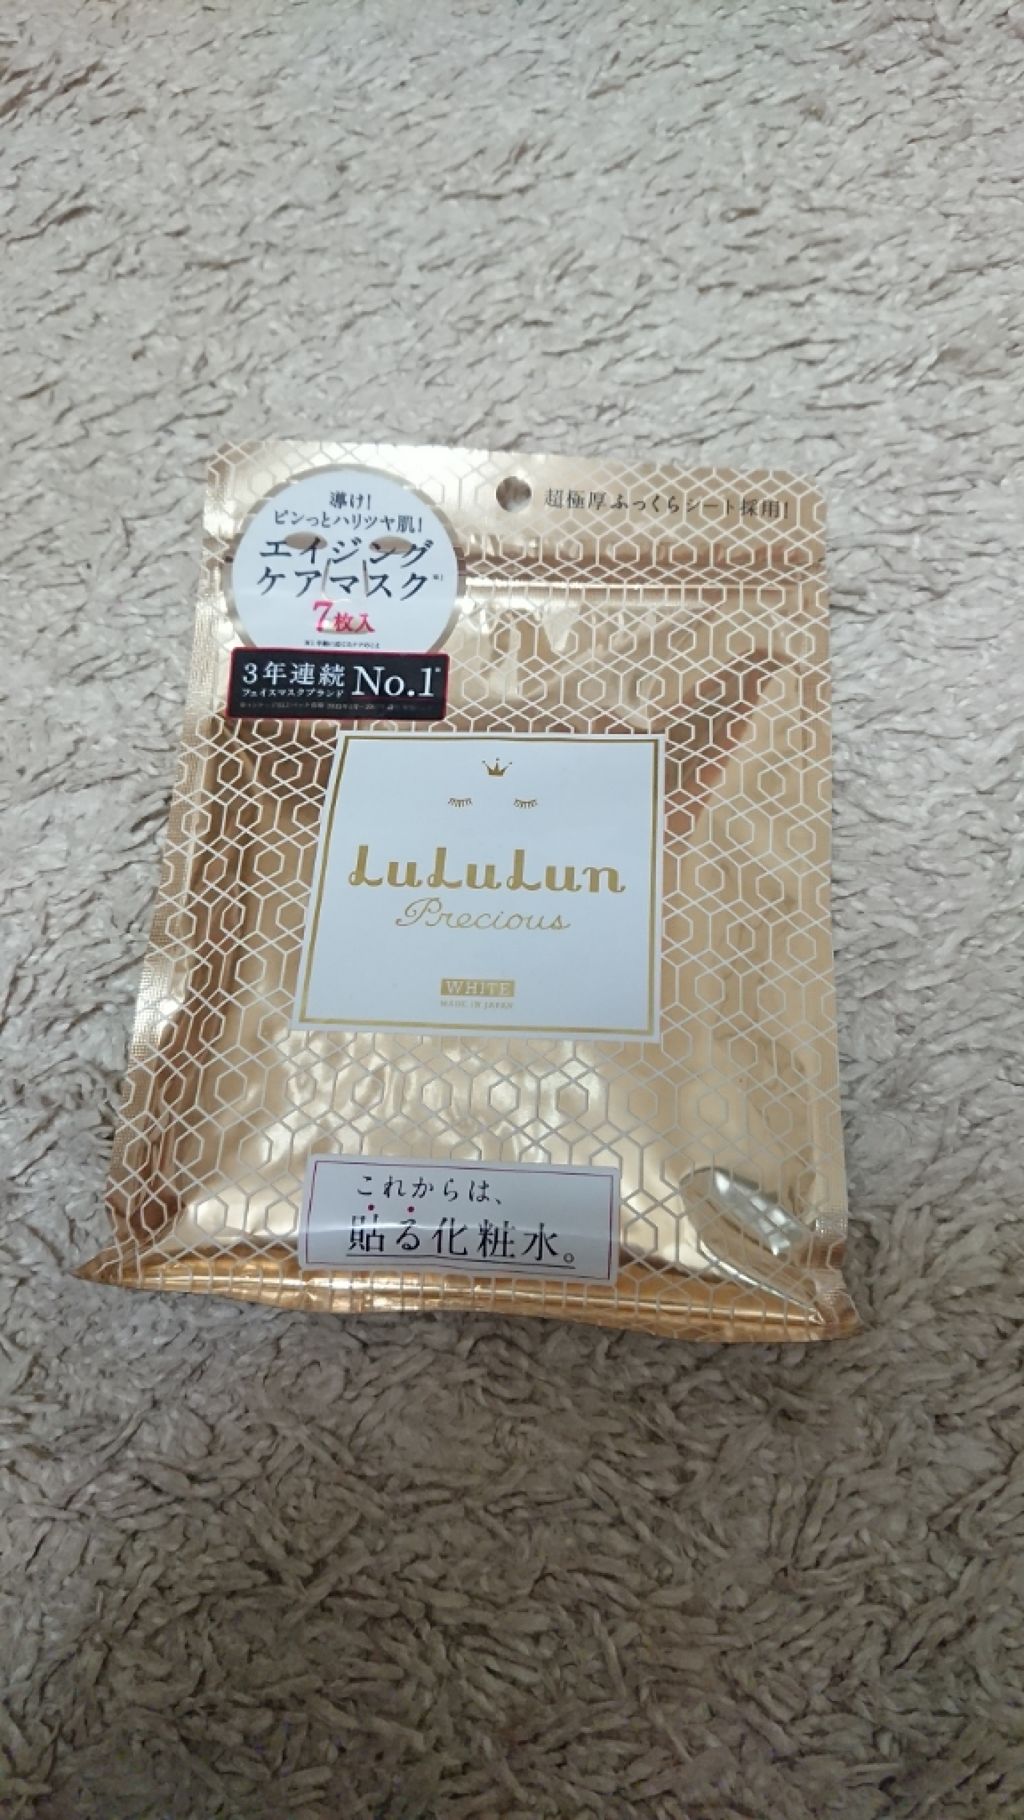 超極厚ふっくらシート採用!
導け!
ピンっとハリツヤ肌!
エイジング
ケアマスク※1
7枚入
3年連続 No.1※
フェイスマスクブランド
LuLuLun
Precious
WHITE
MADE IN JAPAN
これからは、
貼る化粧水。